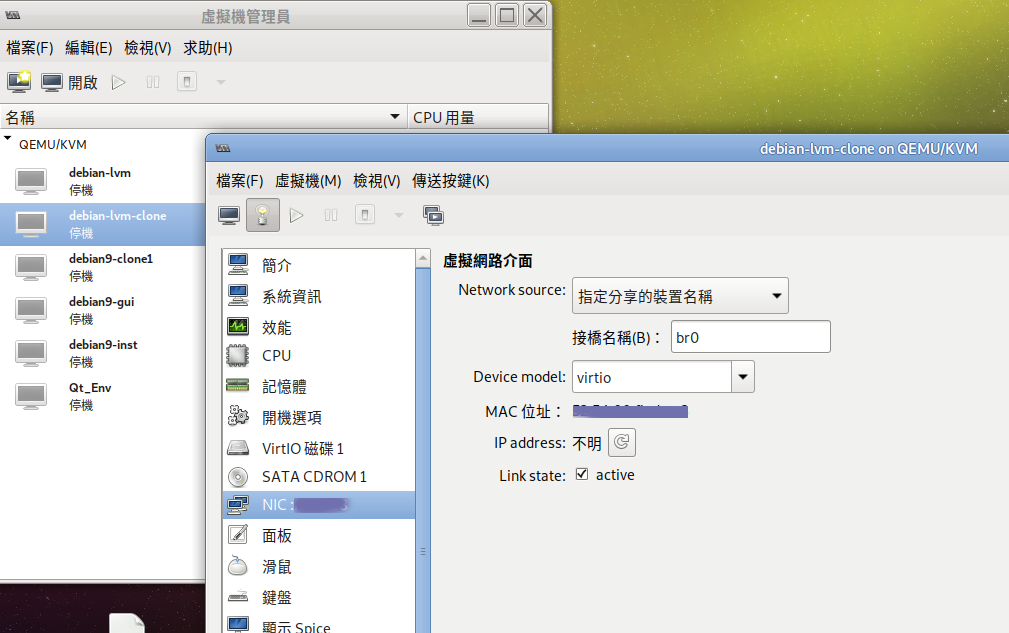 虛擬機管理員
檔案(F) 編輯(E) 檢視(V) 求助(H)
開啟
名稱 CPU 用量
QEMU/KVM
debian-lvm
停機
debian-lvm-clone
停機
debian9-clone1
停機
debian9-gui
停機
debian9-inst
停機
Qt_Env
停機
debian-lvm-clone on QEMU/KVM
檔案(F) 虛擬機(M) 檢視(V) 傳送按鍵(K)
簡介
系統資訊
效能
CPU
記憶體
開機選項
VirtIO 磁碟 1
SATA CDROM 1
NIC :
面板
滑鼠
鍵盤
顯示 Spice
虛擬網路介面
Network source: 指定分享的裝置名稱
接橋名稱(B)： br0
Device model: virtio
MAC 位址：
IP address: 不明
Link state: active